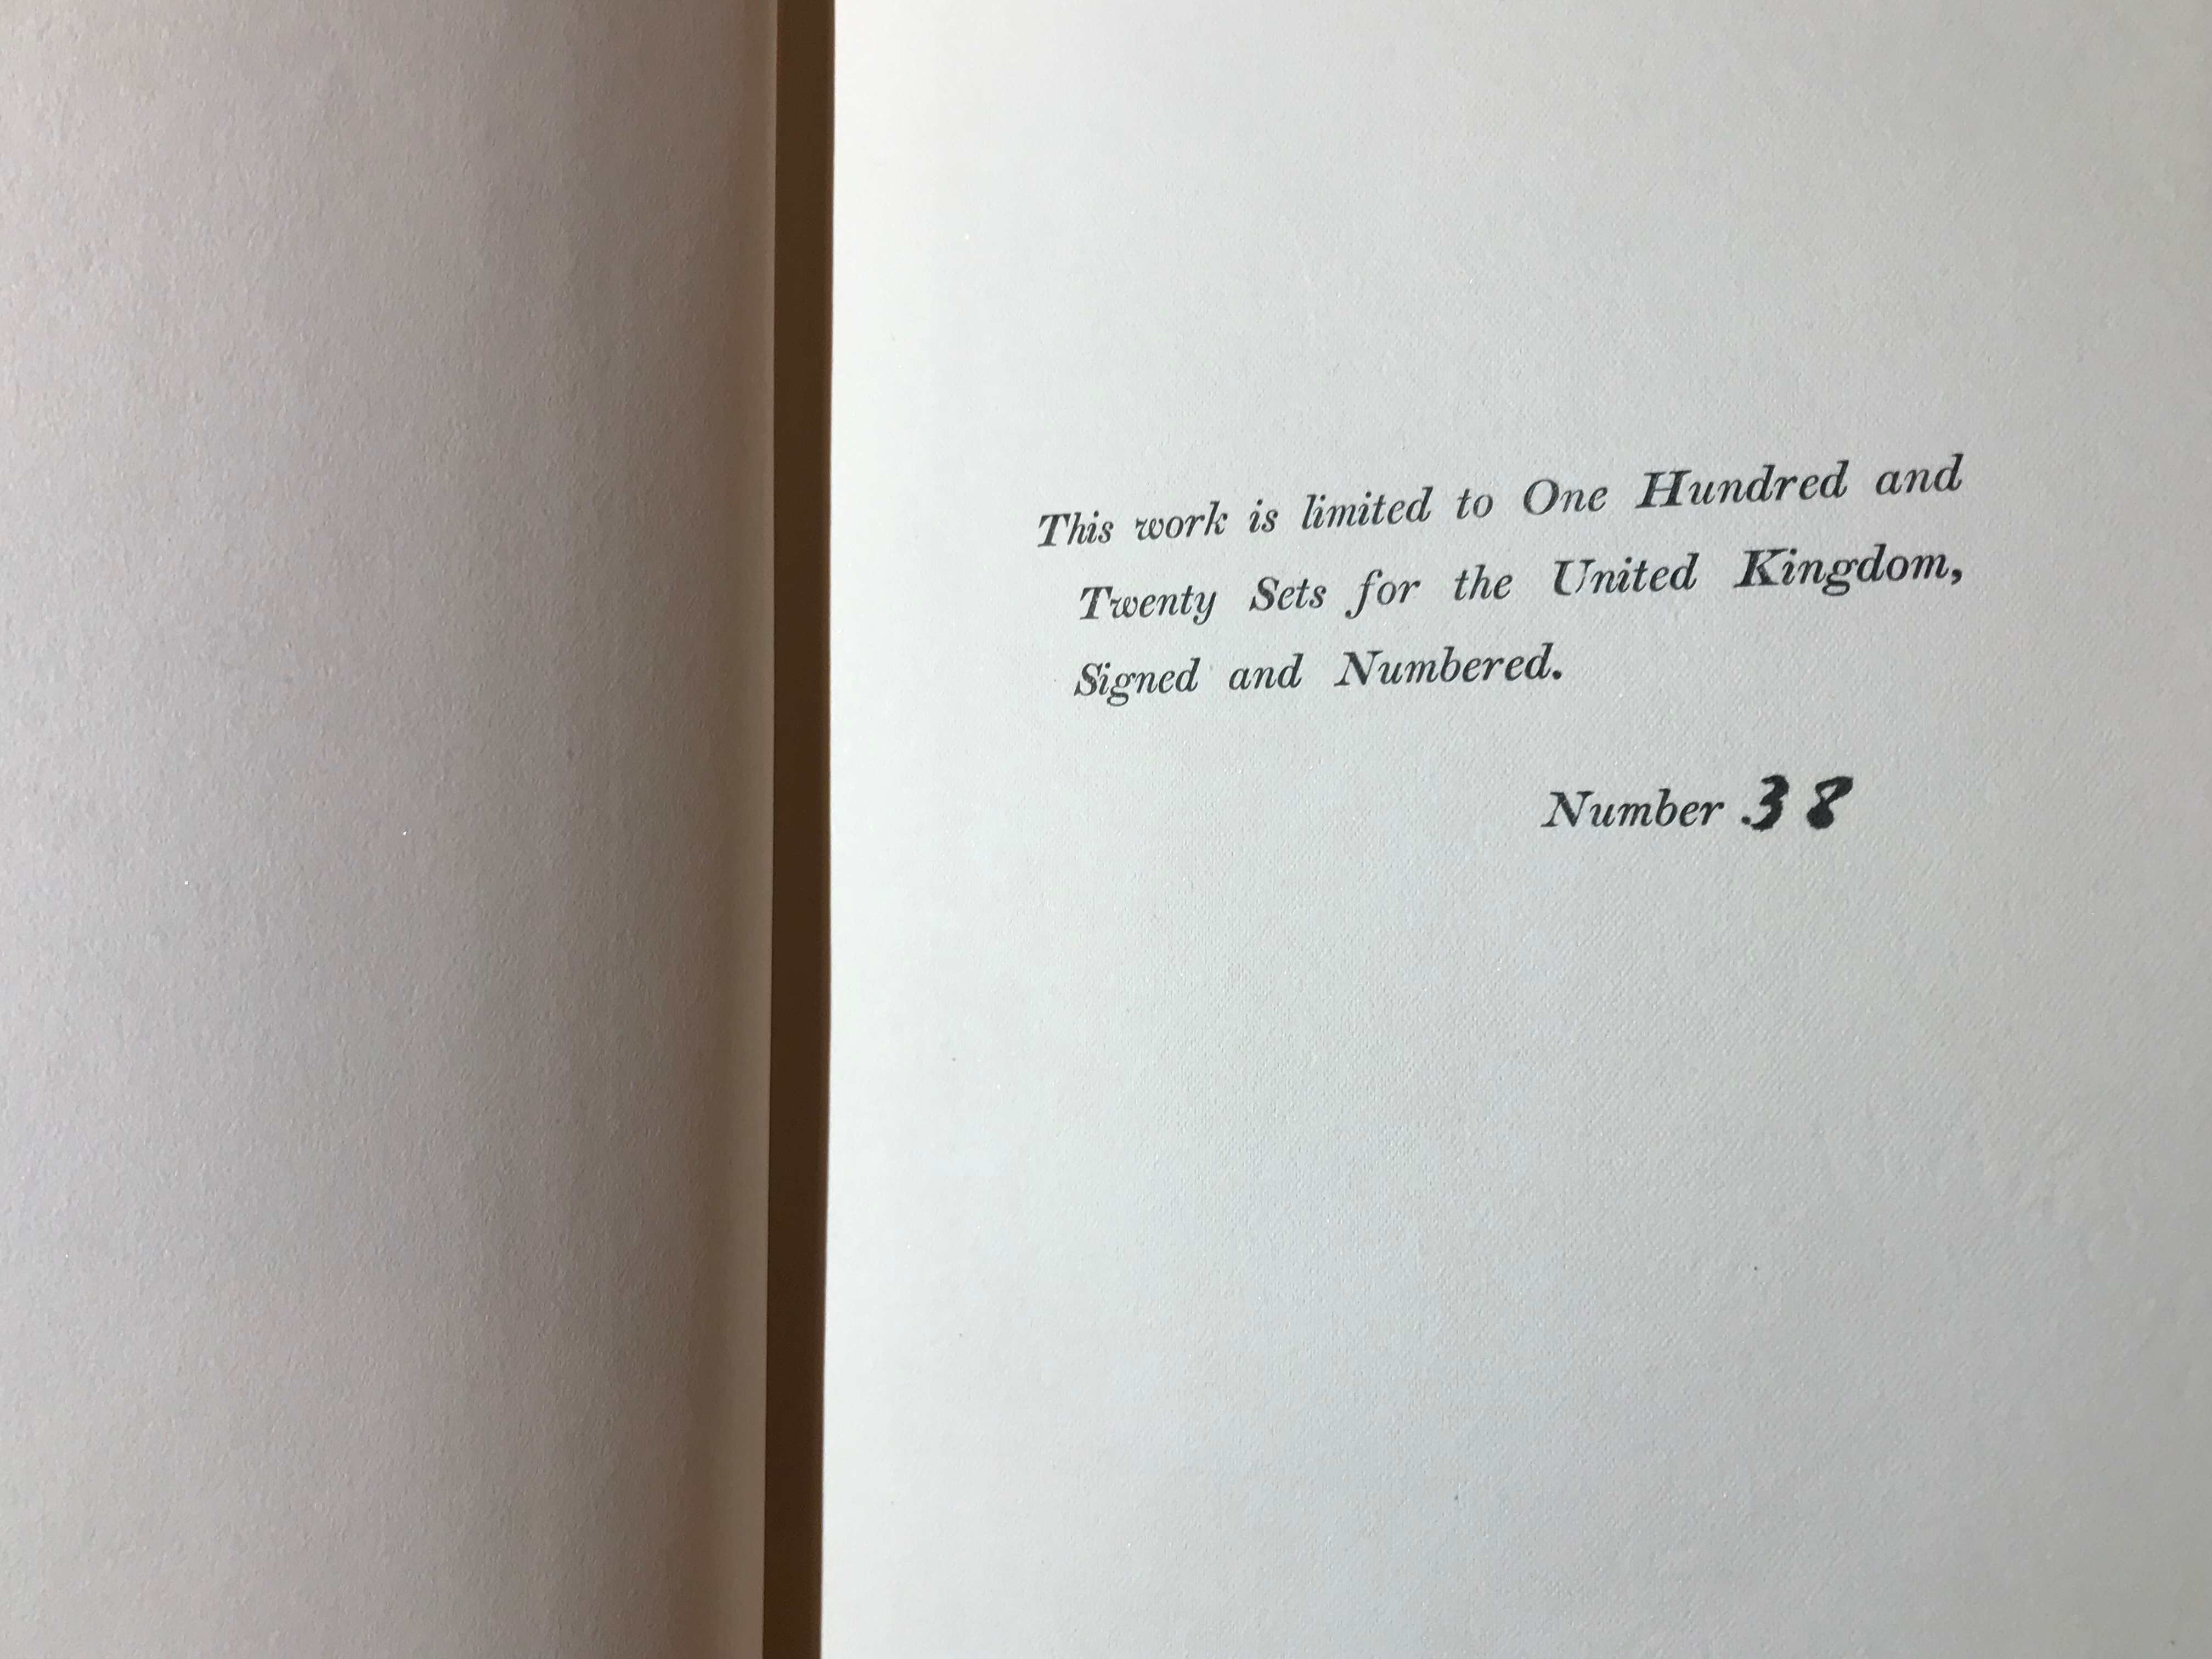 This work is limited to One Hundred and
Twenty Sets for the United Kingdom,
Signed and Numbered.
Number 38